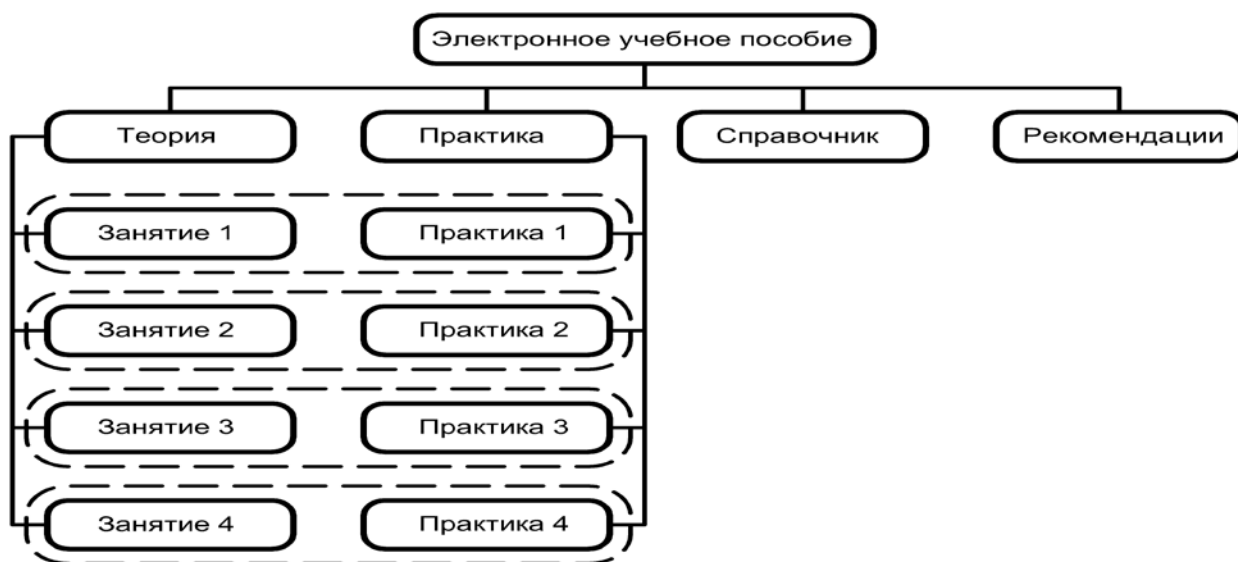 Электронное учебное пособие
Теория
Практика
Справочник
Рекомендации
Занятие 1
Практика 1
Занятие 2
Практика 2
Занятие 3
Практика 3
Занятие 4
Практика 4